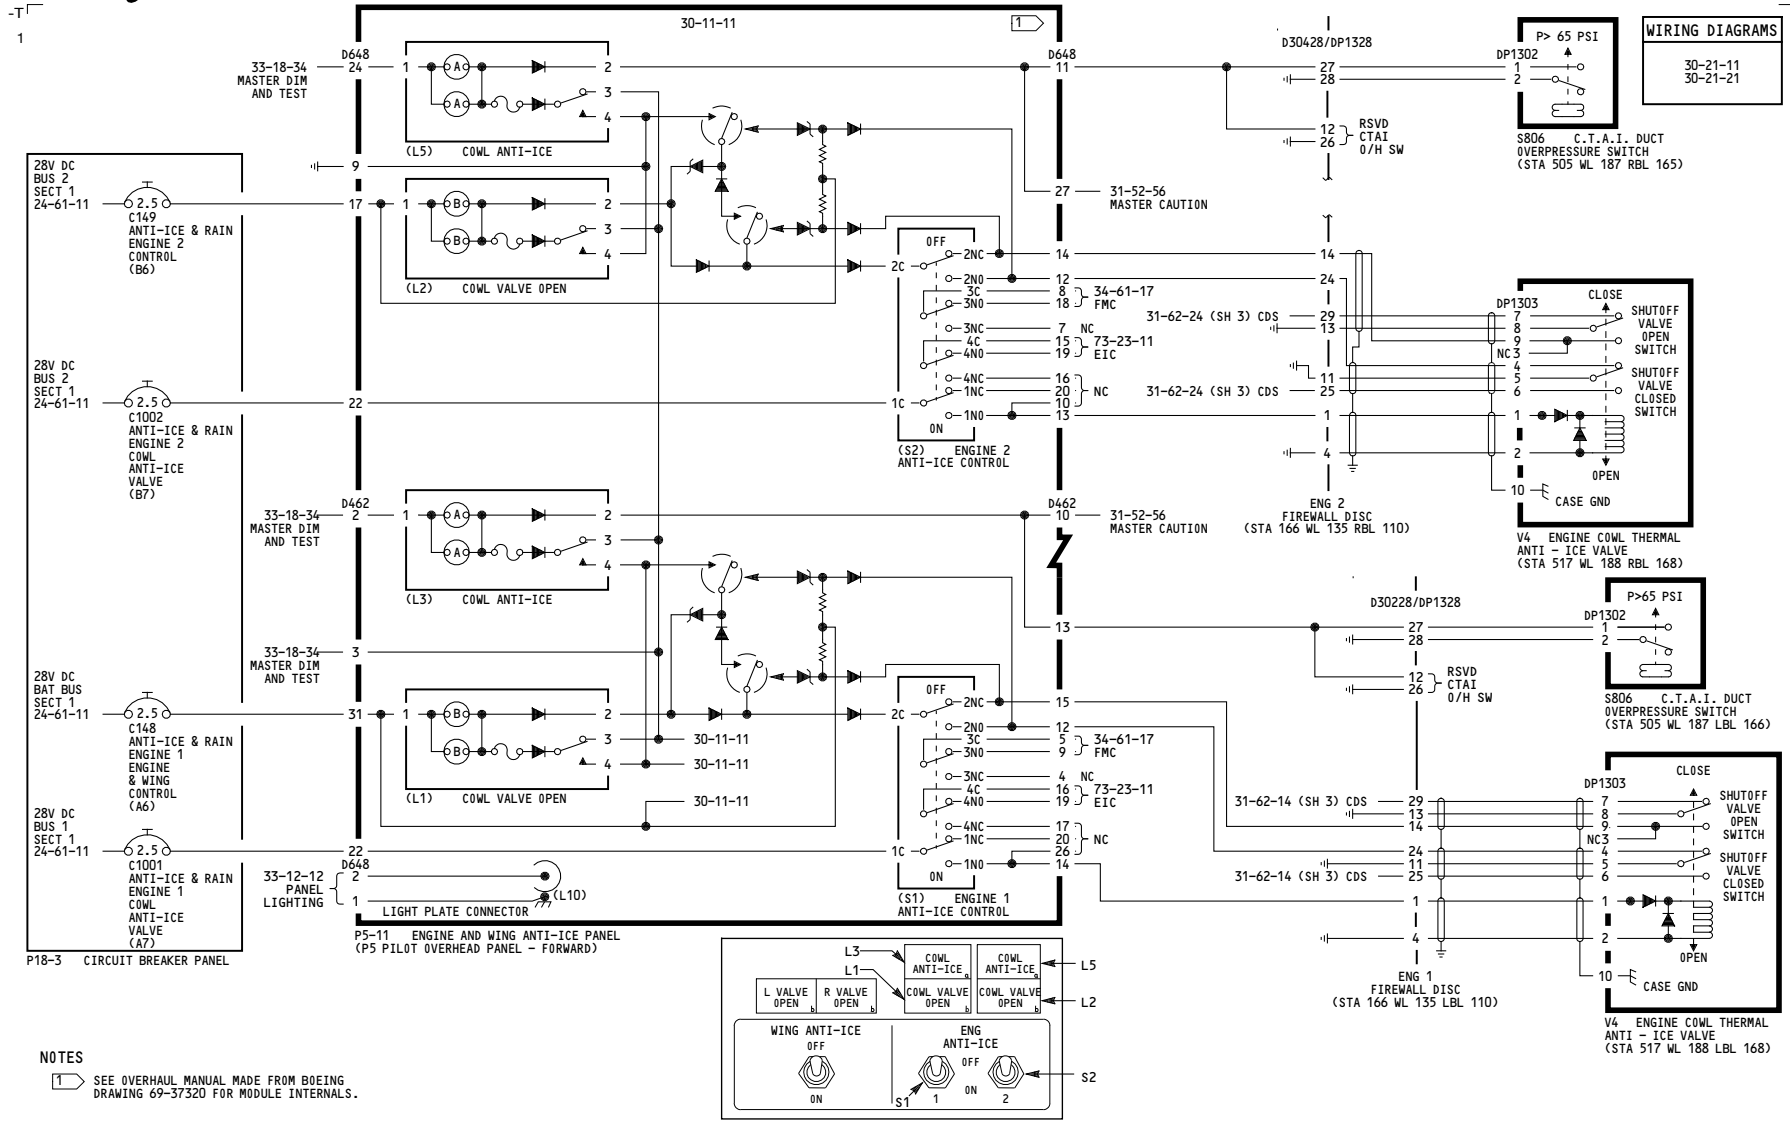 -T
1
30-11-11
1
WIRING DIAGRAMS
30-21-11
30-21-21
D648
24
33-18-34
MASTER DIM
AND TEST
1
A
A
2
3
4
(L5) COWL ANTI-ICE
9
17
1
B
B
2
3
4
(L2) COWL VALVE OPEN
28V DC
BUS 2
SECT 1
24-61-11
2.5
C149
ANTI-ICE & RAIN
ENGINE 2
CONTROL
(B6)
28V DC
BUS 2
SECT 1
24-61-11
2.5
C1002
ANTI-ICE & RAIN
ENGINE 2
COWL
ANTI-ICE
VALVE
(B7)
22
28V DC
BAT BUS
SECT 1
24-61-11
2.5
C148
ANTI-ICE & RAIN
ENGINE 1
ENGINE
& WING
CONTROL
(A6)
28V DC
BUS 1
SECT 1
24-61-11
2.5
C1001
ANTI-ICE & RAIN
ENGINE 1
COWL
ANTI-ICE
VALVE
(A7)
P18-3 CIRCUIT BREAKER PANEL
D462
2
33-18-34
MASTER DIM
AND TEST
1
A
A
2
3
4
(L3) COWL ANTI-ICE
33-18-34
MASTER DIM
AND TEST
3
31
1
B
B
2
3
4
30-11-11
30-11-11
30-11-11
(L1) COWL VALVE OPEN
22
D648
33-12-12
PANEL
LIGHTING
2
1
(L10)
LIGHT PLATE CONNECTOR
P5-11 ENGINE AND WING ANTI-ICE PANEL
(P5 PILOT OVERHEAD PANEL - FORWARD)
OFF
2C
2NC
2NO
3C
3NO
3NC
4C
4NO
4NC
1NC
1C
1NO
ON
(S2) ENGINE 2
ANTI-ICE CONTROL
OFF
2C
2NC
2NO
3C
3NO
3NC
4C
4NO
4NC
1NC
1C
1NO
ON
(S1) ENGINE 1
ANTI-ICE CONTROL
D648
11
27 31-52-56
MASTER CAUTION
14
12
8 34-61-17
18 FMC
7 NC
15 73-23-11
19 EIC
16
20 NC
10
13
D462
10 31-52-56
MASTER CAUTION
13
15
12
5 34-61-17
9 FMC
4 NC
16 73-23-11
19 EIC
17
20 NC
26
14
D30428/DP1328
27
28
12 RSVD
CTAI
26 O/H SW
14
24
31-62-24 (SH 3) CDS 29
13
11
31-62-24 (SH 3) CDS 25
1
4
ENG 2
FIREWALL DISC
(STA 166 WL 135 RBL 110)
DP1302
1
2
P> 65 PSI
S806 C.T.A.I. DUCT
OVERPRESSURE SWITCH
(STA 505 WL 187 RBL 165)
DP1303
7
8
9
NC 3
4
5
6
1
2
10
CLOSE
SHUTOFF
VALVE
OPEN
SWITCH
SHUTOFF
VALVE
CLOSED
SWITCH
OPEN
CASE GND
V4 ENGINE COWL THERMAL
ANTI - ICE VALVE
(STA 517 WL 188 RBL 168)
D30228/DP1328
27
28
12 RSVD
CTAI
26 O/H SW
31-62-14 (SH 3) CDS 29
13
14
24
11
31-62-14 (SH 3) CDS 25
1
4
ENG 1
FIREWALL DISC
(STA 166 WL 135 LBL 110)
DP1302
1
2
P>65 PSI
S806 C.T.A.I. DUCT
OVERPRESSURE SWITCH
(STA 505 WL 187 LBL 166)
DP1303
7
8
9
NC3
4
5
6
1
2
10
CLOSE
SHUTOFF
VALVE
OPEN
SWITCH
SHUTOFF
VALVE
CLOSED
SWITCH
OPEN
CASE GND
V4 ENGINE COWL THERMAL
ANTI - ICE VALVE
(STA 517 WL 188 LBL 168)
L3
L1
COWL
ANTI-ICE a
COWL
ANTI-ICE a
L5
L VALVE
OPEN b
R VALVE
OPEN b
COWL VALVE
OPEN b
COWL VALVE
OPEN b
L2
WING ANTI-ICE
OFF
ON
ENG
ANTI-ICE
OFF
ON
S1
1
2
S2
NOTES
1 SEE OVERHAUL MANUAL MADE FROM BOEING
DRAWING 69-37320 FOR MODULE INTERNALS.